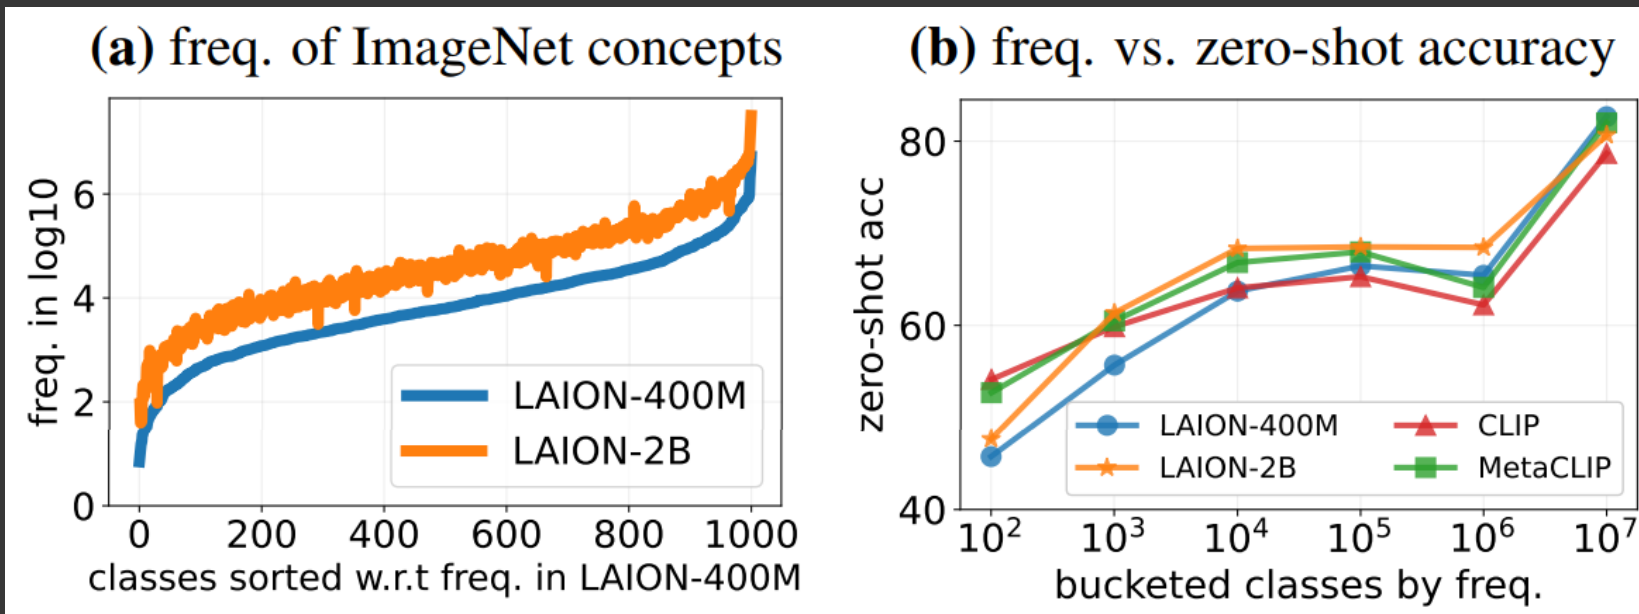 (a) freq. of ImageNet concepts
freq. in log10
6
4
2
0
LAION-400M
LAION-2B
0 200 400 600 800 1000
classes sorted w.r.t freq. in LAION-400M
(b) freq. vs. zero-shot accuracy
zero-shot acc
80
60
40
LAION-400M CLIP
LAION-2B MetaCLIP
10² 10³ 10⁴ 10⁵ 10⁶ 10⁷
bucketed classes by freq.